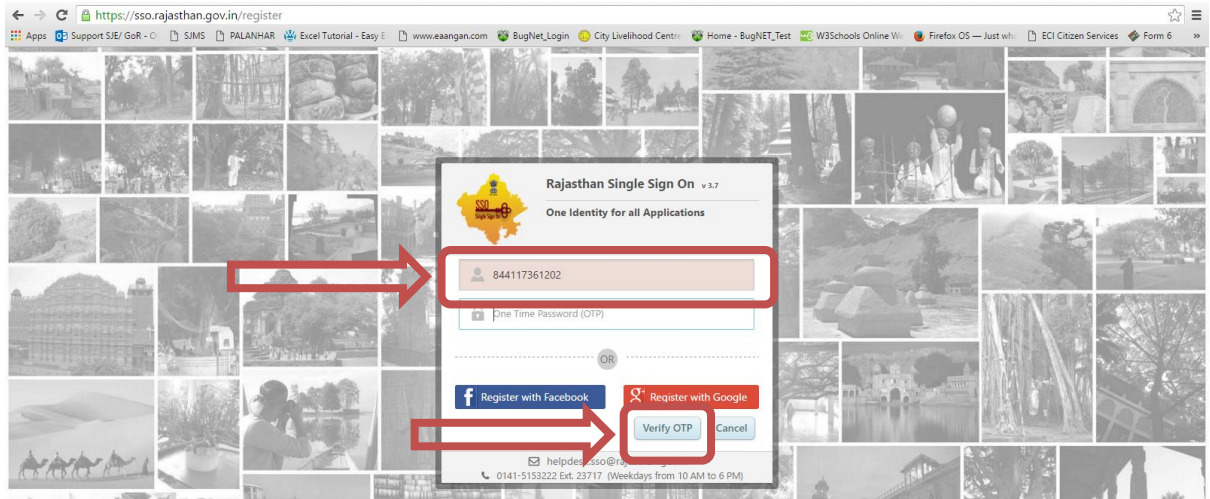 https://sso.rajasthan.gov.in/register
Apps Support SJE/ GoR - O SJMS PALANHAR Excel Tutorial - Easy E www.eaangan.com BugNet_Login City Livelihood Centre Home - BugNET_Test W3Schools Online We Firefox OS — Just wh ECI Citizen Services Form 6 »
Rajasthan Single Sign On v 3.7
One Identity for all Applications
SSO
Single Sign On
844117361202
One Time Password (OTP)
OR
f Register with Facebook
g+ Register with Google
Verify OTP Cancel
0141-5153222 Ext. 23717 (Weekdays from 10 AM to 6 PM)